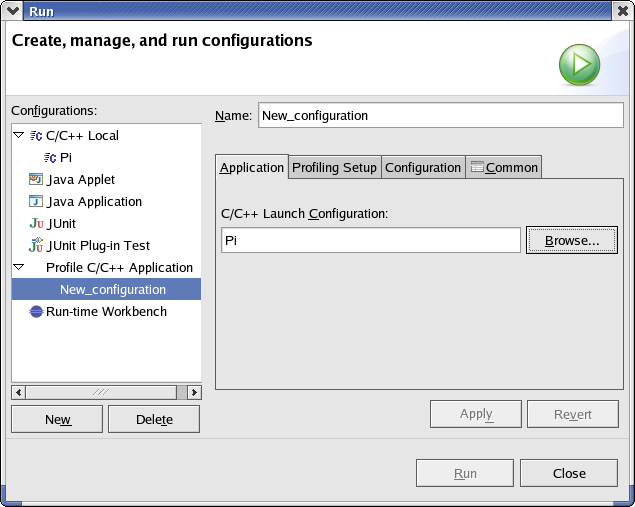 Run
Create, manage, and run configurations
Configurations:
C/C++ Local
Pi
Java Applet
Java Application
JUnit
JUnit Plug-in Test
Profile C/C++ Application
New_configuration
Run-time Workbench
New
Delete
Name: New_configuration
Application Profiling Setup Configuration Common
C/C++ Launch Configuration:
Pi Browse...
Apply Revert
Run Close